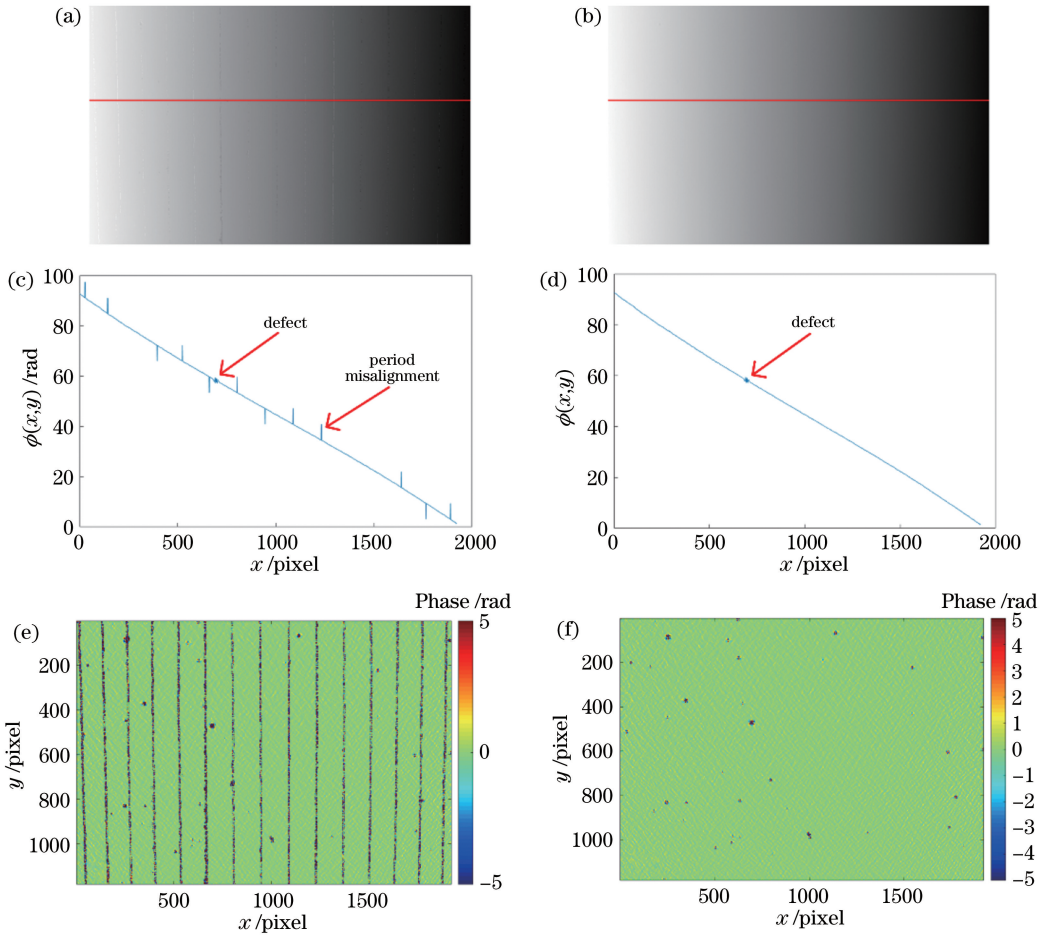 (a)
(b)
(c)
100
80
60
40
20
0
ϕ(x,y) /rad
defect
period
misalignment
0
500
1000
1500
2000
x /pixel
(d)
100
80
60
40
20
0
ϕ(x,y)
defect
0
500
1000
1500
2000
x /pixel
(e)
Phase /rad
5
0
−5
200
400
600
800
1000
y /pixel
500
1000
1500
x /pixel
(f)
Phase /rad
5
4
3
2
1
0
−1
−2
−3
−4
−5
200
400
600
800
1000
y /pixel
500
1000
1500
x /pixel